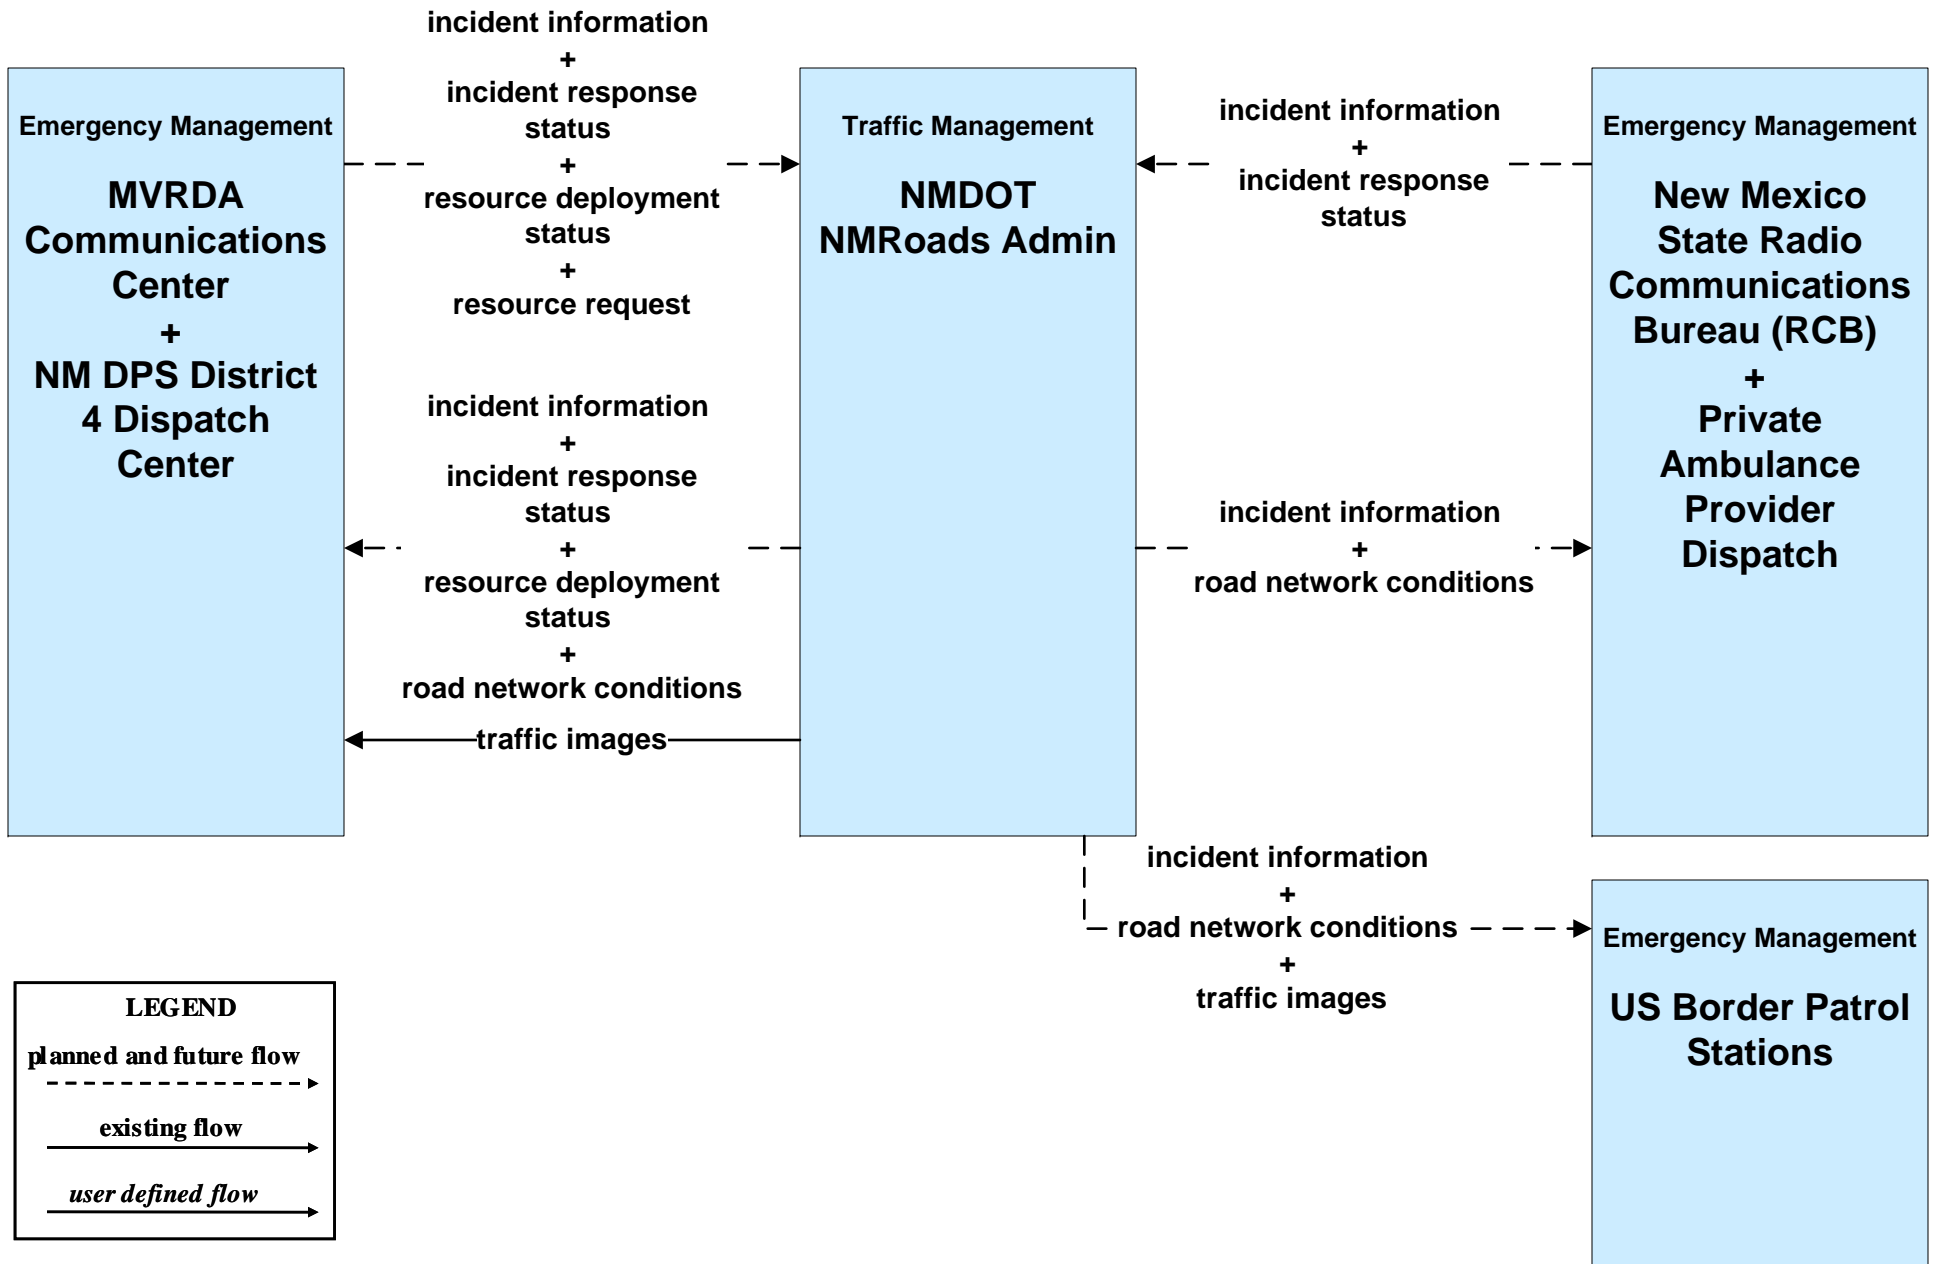 incident information
+
incident response
status
+
resource deployment
status
+
resource request
Emergency Management
MVRDA
Communications
Center
+
NM DPS District
4 Dispatch
Center
Traffic Management
NMDOT
NMRoads Admin
incident information
+
incident response
status
Emergency Management
New Mexico
State Radio
Communications
Bureau (RCB)
+
Private
Ambulance
Provider
Dispatch
incident information
+
incident response
status
+
resource deployment
status
+
road network conditions
traffic images
incident information
+
road network conditions
incident information
+
road network conditions
+
traffic images
Emergency Management
US Border Patrol
Stations
LEGEND
planned and future flow
existing flow
user defined flow